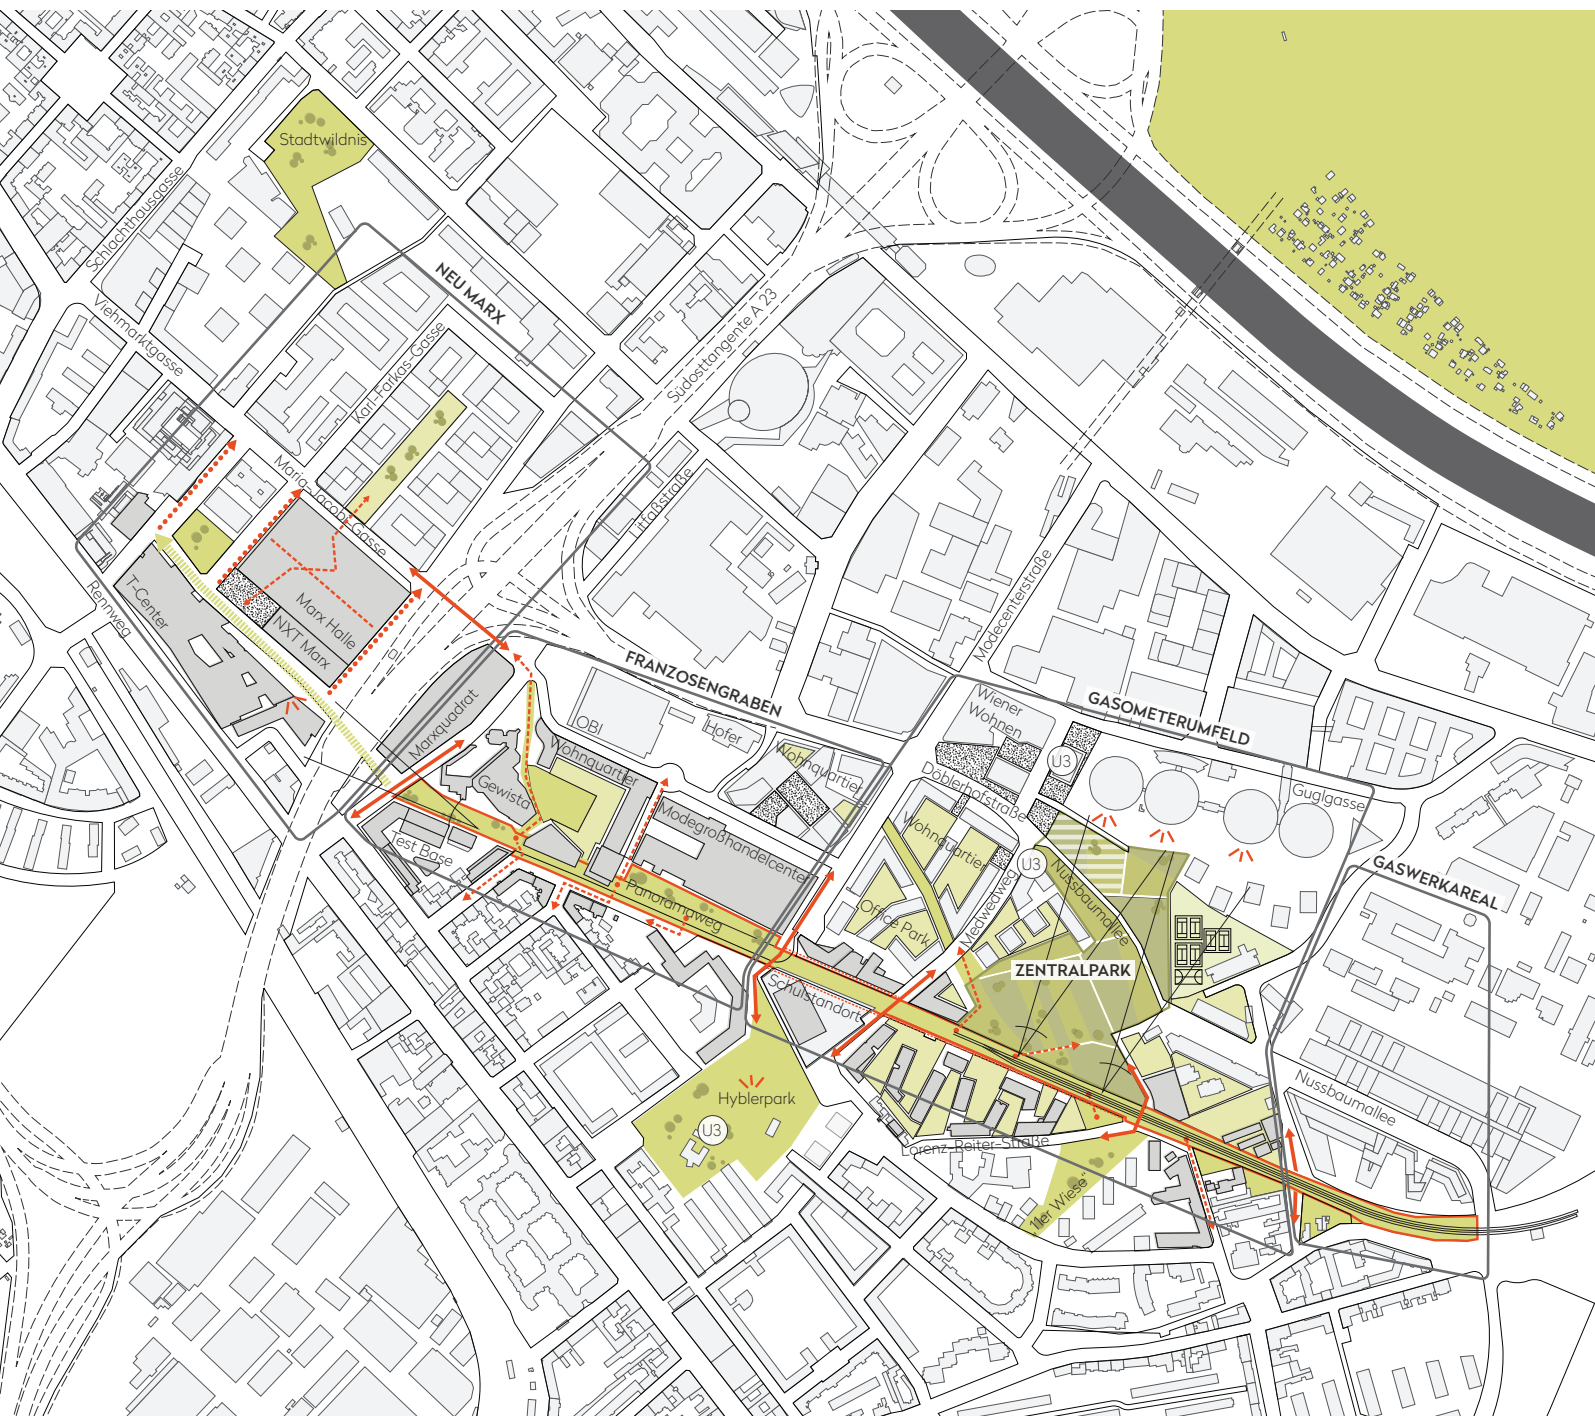 Stadtwildnis
Schlachthausgasse
NEU MARX
Viehmarktgasse
Karl-Farkas-Gasse
Südosttangente A 23
Maria-Jacobi-Gasse
Litfaßstraße
Rennweg
T-Center
Marx Halle
NXT Marx
Modecenterstraße
FRANZOSENGRABEN
Marxquadrat
OBI
Hofer
Wiener
Wohnen
GASOMETERUMFELD
U3
Wohnquartier
Wohnquartier
Gewista
Döblerhofstraße
Guglgasse
Modegroßhandelcenter
Test Base
Wohnquartier
U3
Nussbaumallee
GASWERKAREAL
Medwedweg
Panoramaweg
Office Park
ZENTRALPARK
Schulstandort
Hyblerpark
U3
Nussbaumallee
Lorenz-Reiter-Straße
"11er Wiese"